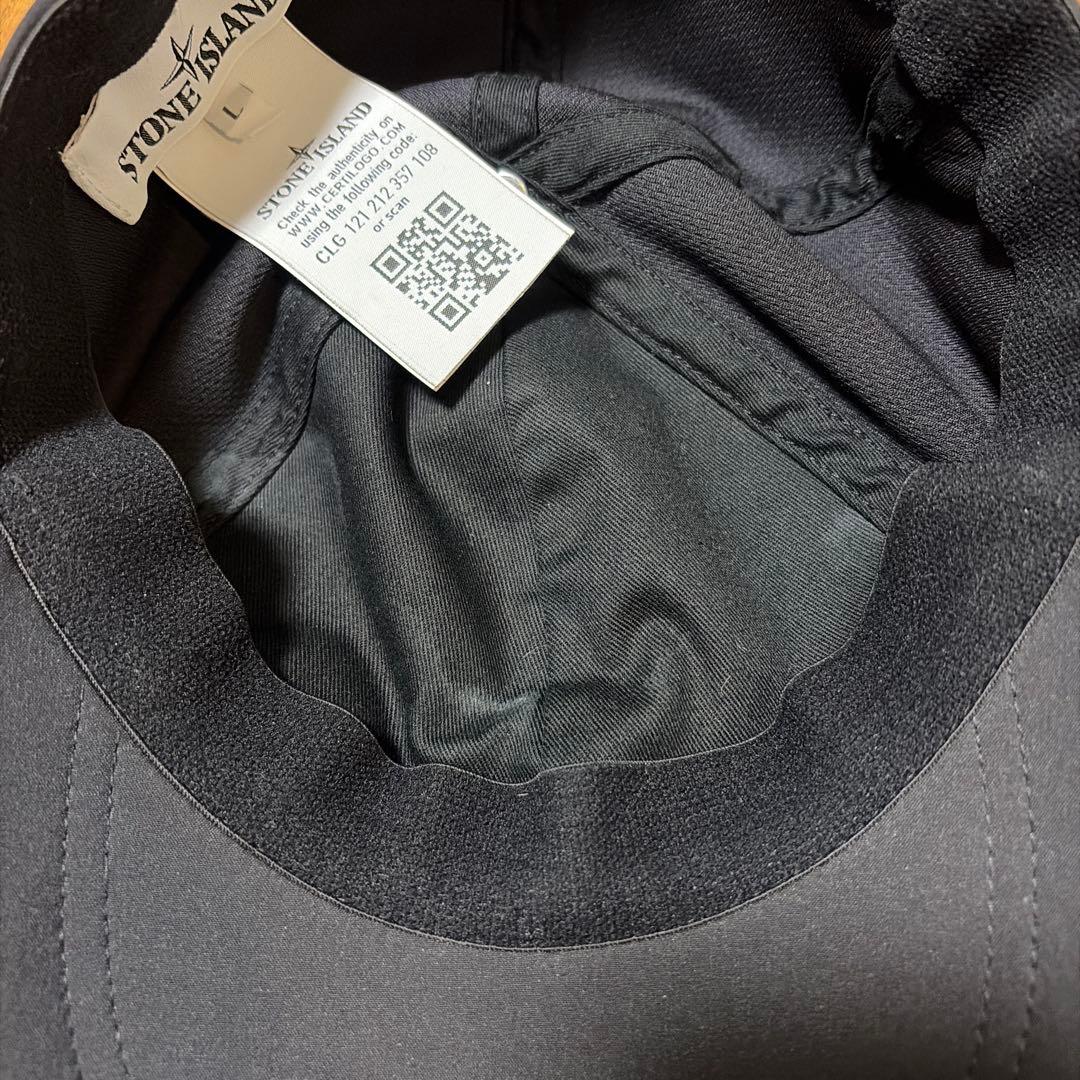 STONE ISLAND
L
STONE ISLAND
Check the authenticity on
WWW.CERTILOGO.COM
using the following code:
CLG 121 212 357 108
or scan